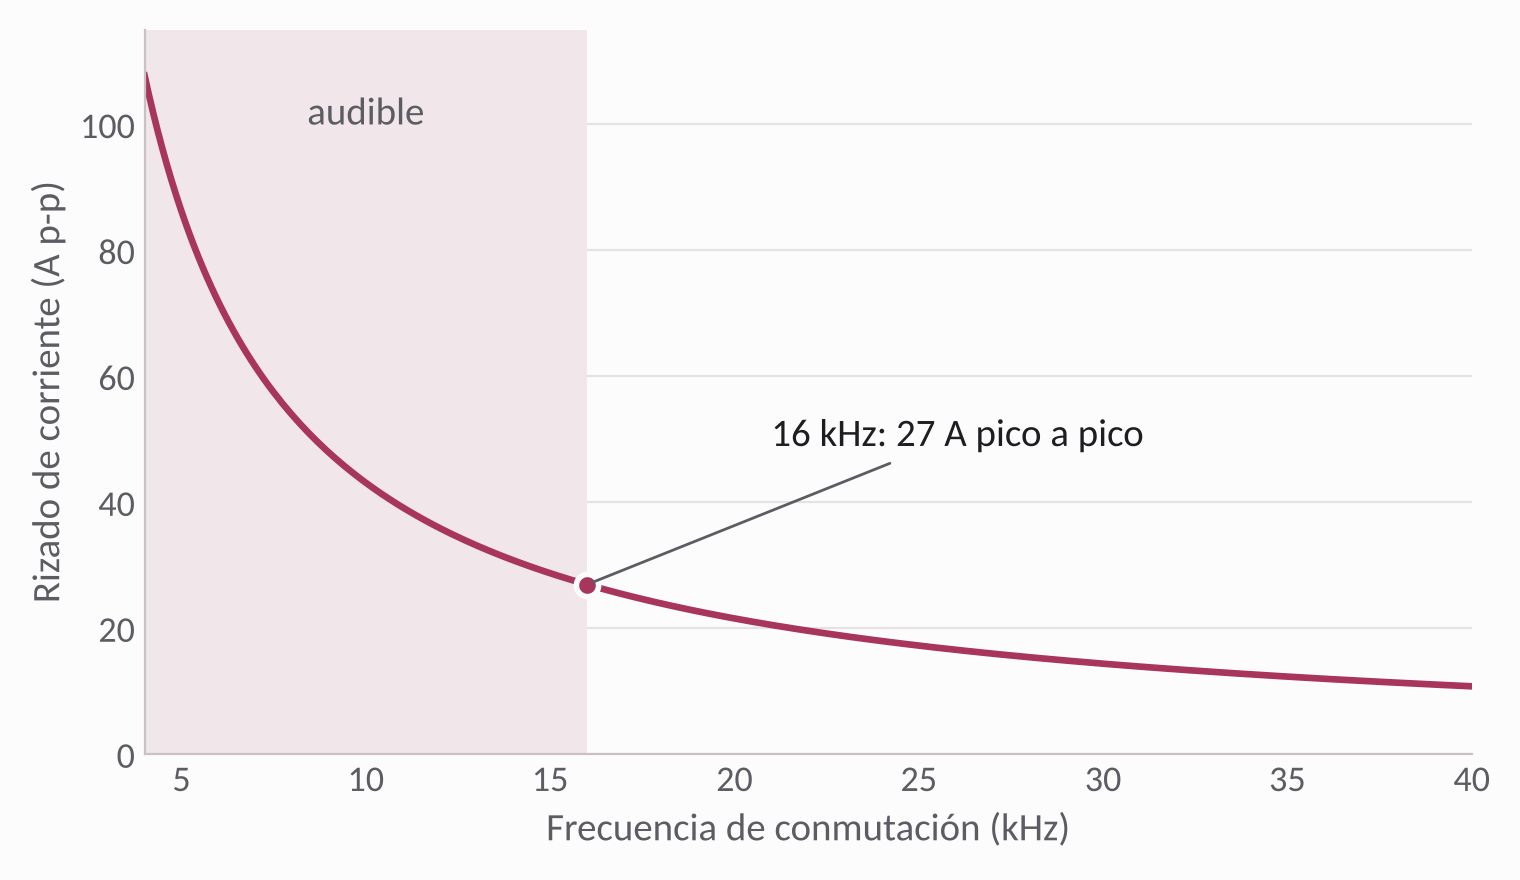 audible
100
80
60
40
20
0
Rizado de corriente (A p-p)
16 kHz: 27 A pico a pico
5 10 15 20 25 30 35 40
Frecuencia de conmutación (kHz)